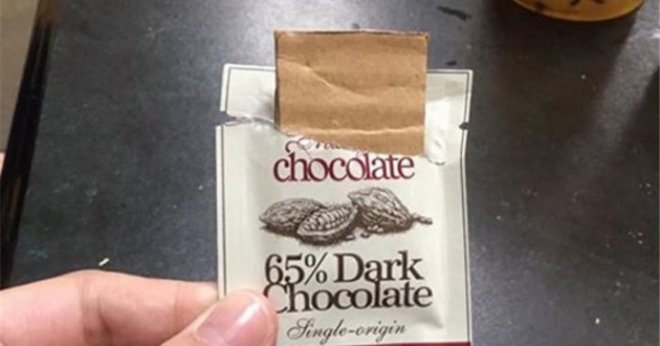 chocolate
65% Dark
Chocolate
Single-origin